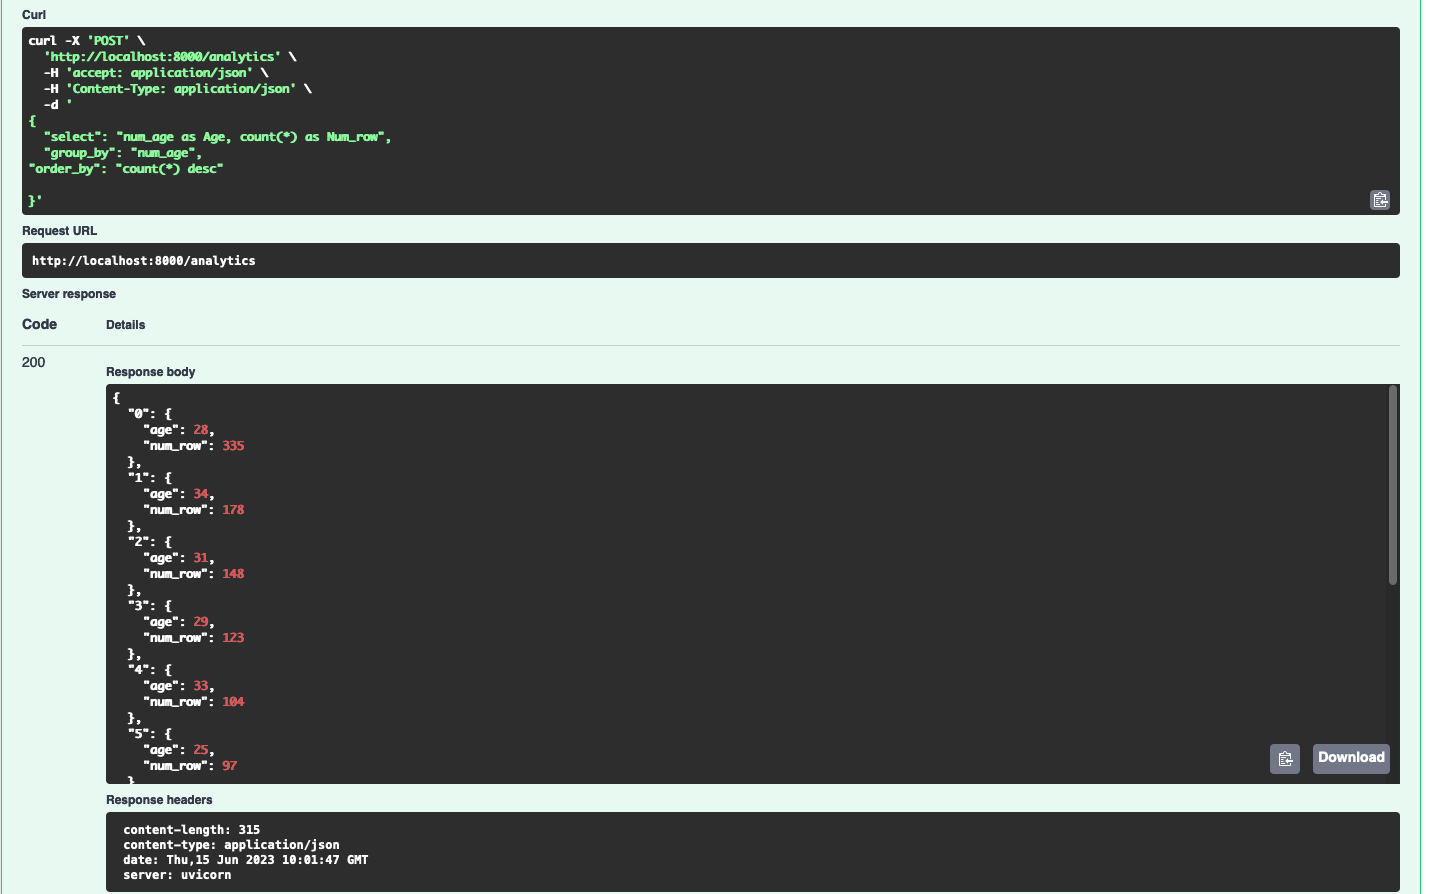 Curl
curl -X 'POST' \
  'http://localhost:8000/analytics' \
  -H 'accept: application/json' \
  -H 'Content-Type: application/json' \
  -d '
{
  "select": "num_age as Age, count(*) as Num_row",
  "group_by": "num_age",
"order_by": "count(*) desc"
}'
Request URL
http://localhost:8000/analytics
Server response
Code Details
200
Response body
{
  "0": {
    "age": 28,
    "num_row": 335
  },
  "1": {
    "age": 34,
    "num_row": 178
  },
  "2": {
    "age": 31,
    "num_row": 148
  },
  "3": {
    "age": 29,
    "num_row": 123
  },
  "4": {
    "age": 33,
    "num_row": 104
  },
  "5": {
    "age": 25,
    "num_row": 97
  }
Download
Response headers
content-length: 315
content-type: application/json
date: Thu,15 Jun 2023 10:01:47 GMT
server: uvicorn